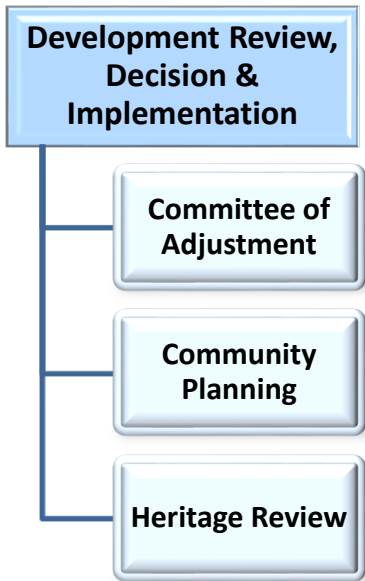 Development Review,
Decision &
Implementation
Committee of
Adjustment
Community
Planning
Heritage Review